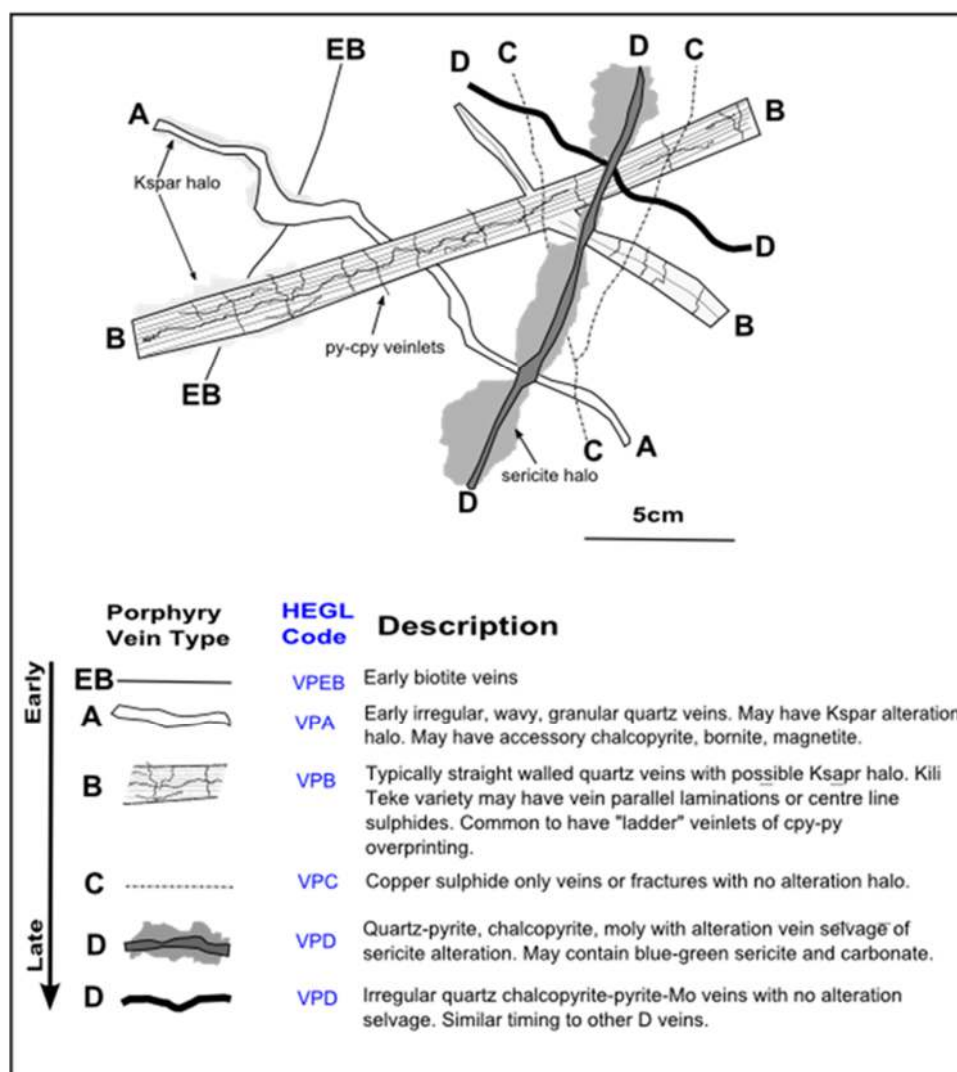 EB
D
C
D
C
A
B
Kspar halo
D
B
B
py-cpy veinlets
EB
C
A
sericite halo
D
5cm
Porphyry Vein Type
HEGL Code
Description
Early
Late
EB
VPEB
Early biotite veins
A
VPA
Early irregular, wavy, granular quartz veins. May have Kspar alteration
halo. May have accessory chalcopyrite, bornite, magnetite.
B
VPB
Typically straight walled quartz veins with possible Ksapr halo. Kili
Teke variety may have vein parallel laminations or centre line
sulphides. Common to have "ladder" veinlets of cpy-py
overprinting.
C
VPC
Copper sulphide only veins or fractures with no alteration halo.
D
VPD
Quartz-pyrite, chalcopyrite, moly with alteration vein selvage of
sericite alteration. May contain blue-green sericite and carbonate.
D
VPD
Irregular quartz chalcopyrite-pyrite-Mo veins with no alteration
selvage. Similar timing to other D veins.